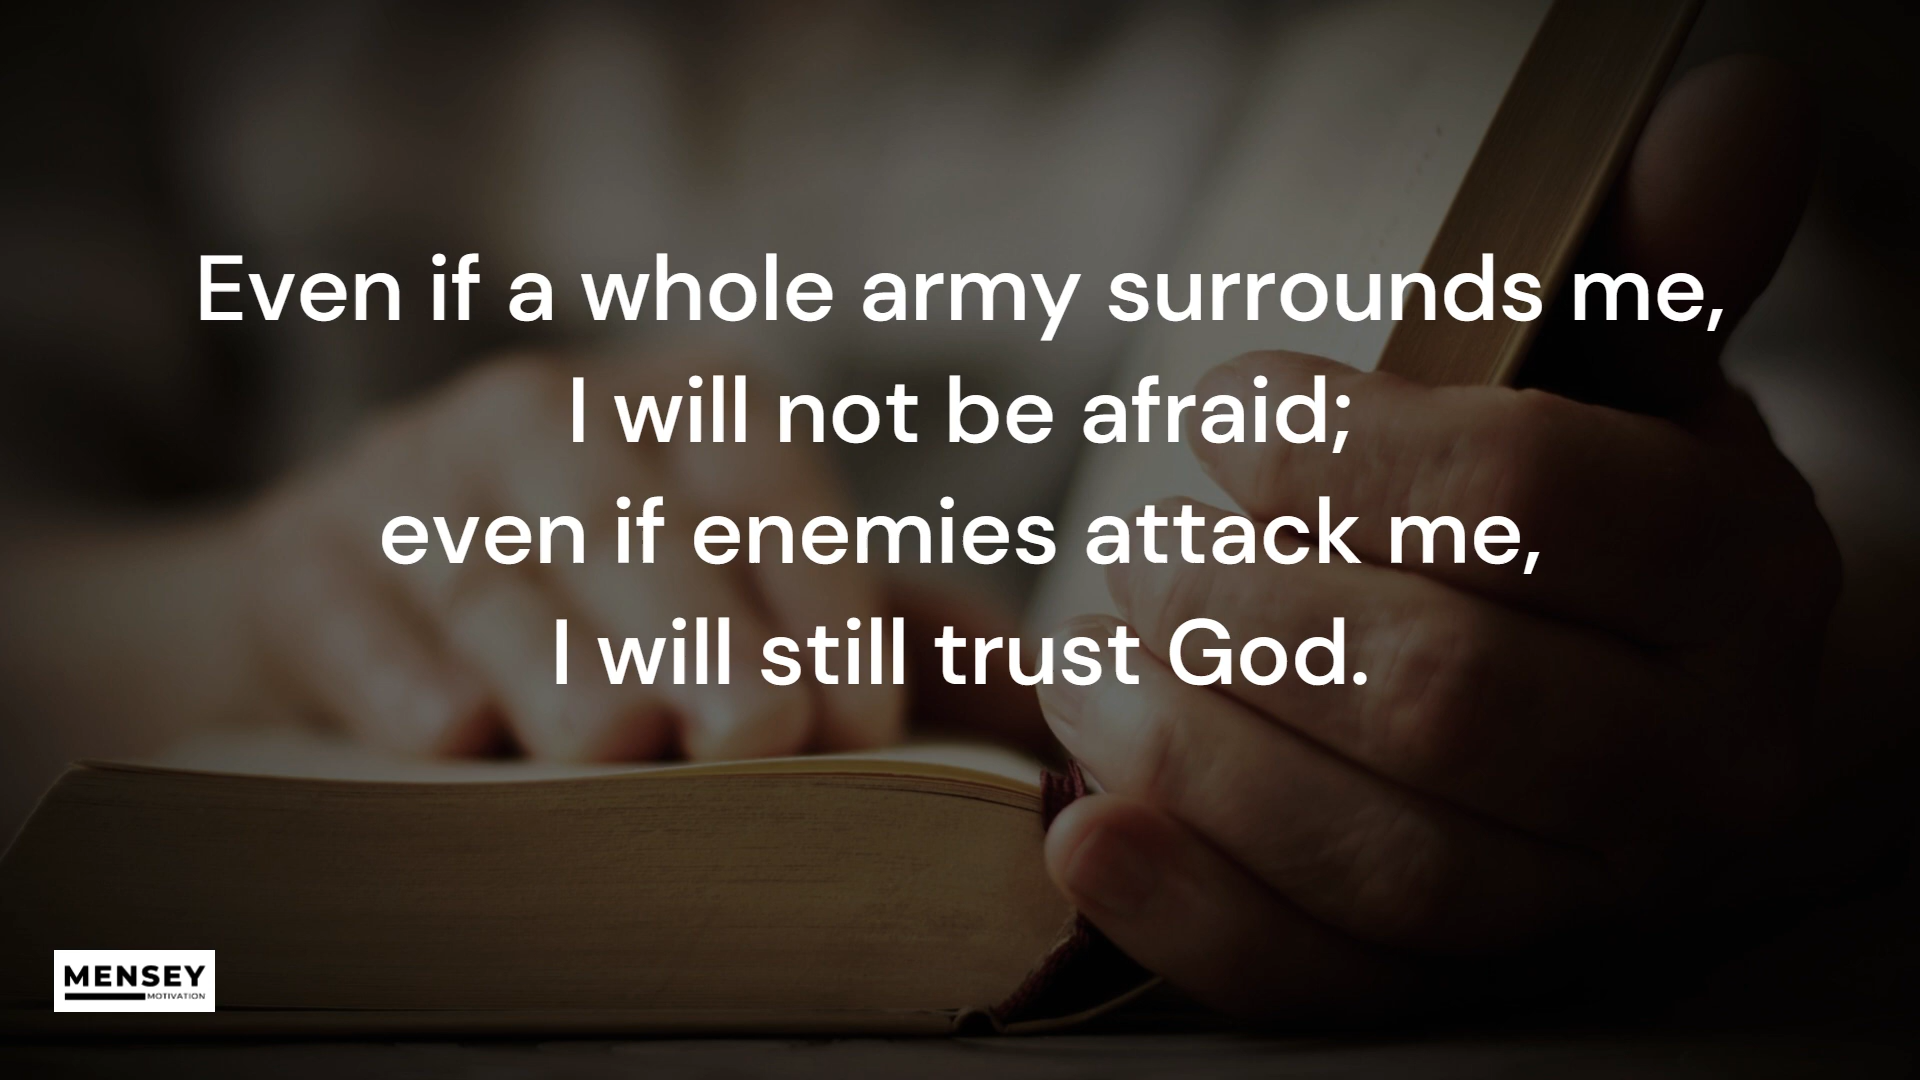 Even if a whole army surrounds me,
I will not be afraid;
even if enemies attack me,
I will still trust God.
MENSEY
MOTIVATION